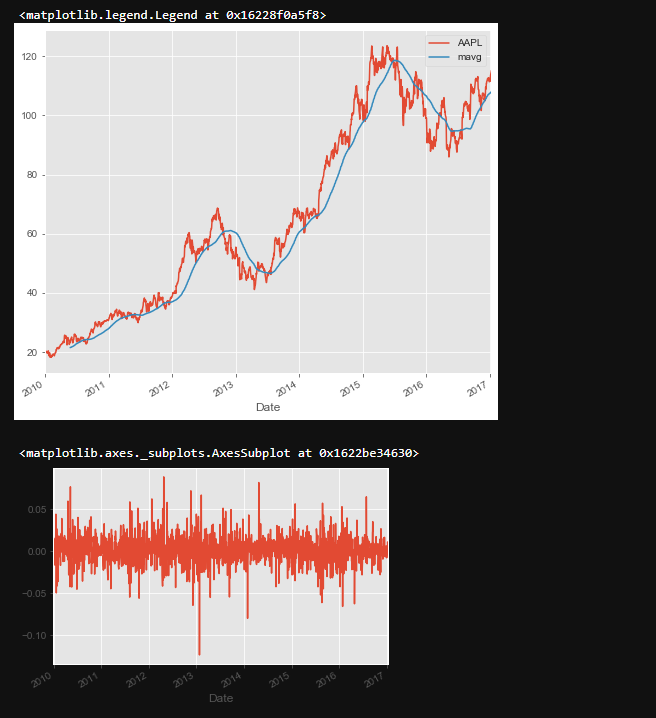 <matplotlib.legend.Legend at 0x16228f0a5f8>
AAPL
mavg
120
100
80
60
40
20
2010 2011 2012 2013 2014 2015 2016 2017
Date
<matplotlib.axes._subplots.AxesSubplot at 0x1622be34630>
0.05
0.00
−0.05
−0.10
2010 2011 2012 2013 2014 2015 2016 2017
Date